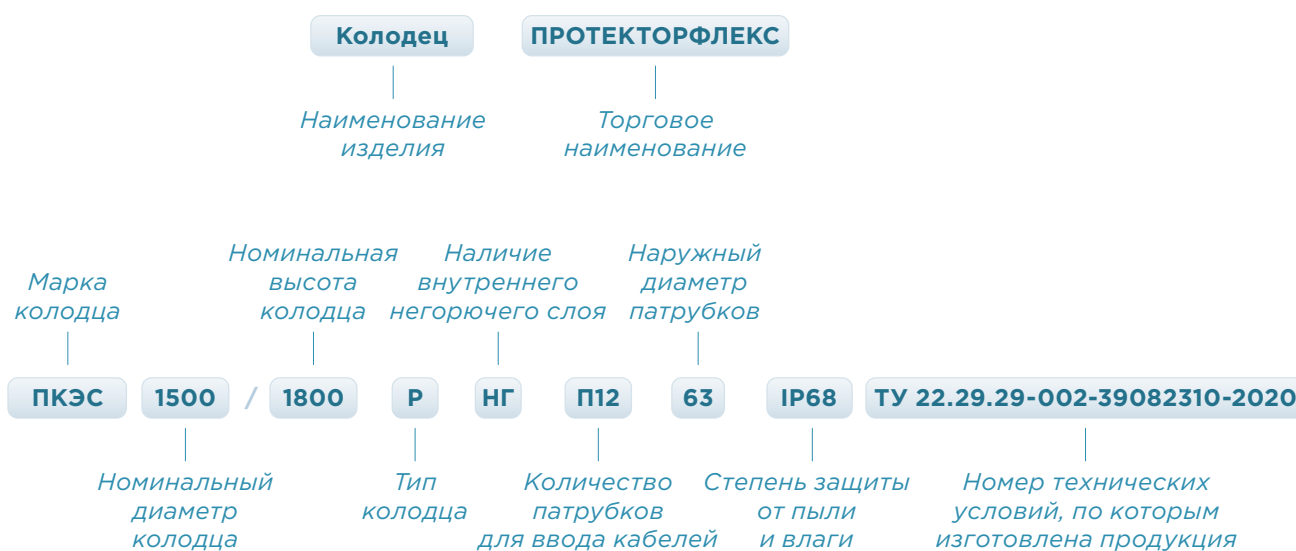 Колодец ПРОТЕКТОРФЛЕКС
Наименование
изделия
Торговое
наименование
Марка
колодца
Номинальная
высота
колодца
Наличие
внутреннего
негорючего слоя
Наружный
диаметр
патрубков
ПКЭС 1500 / 1800 Р НГ П12 63 IP68 ТУ 22.29.29-002-39082310-2020
Номинальный
диаметр
колодца
Тип
колодца
Количество
патрубков
для ввода кабелей
Степень защиты
от пыли
и влаги
Номер технических
условий, по которым
изготовлена продукция